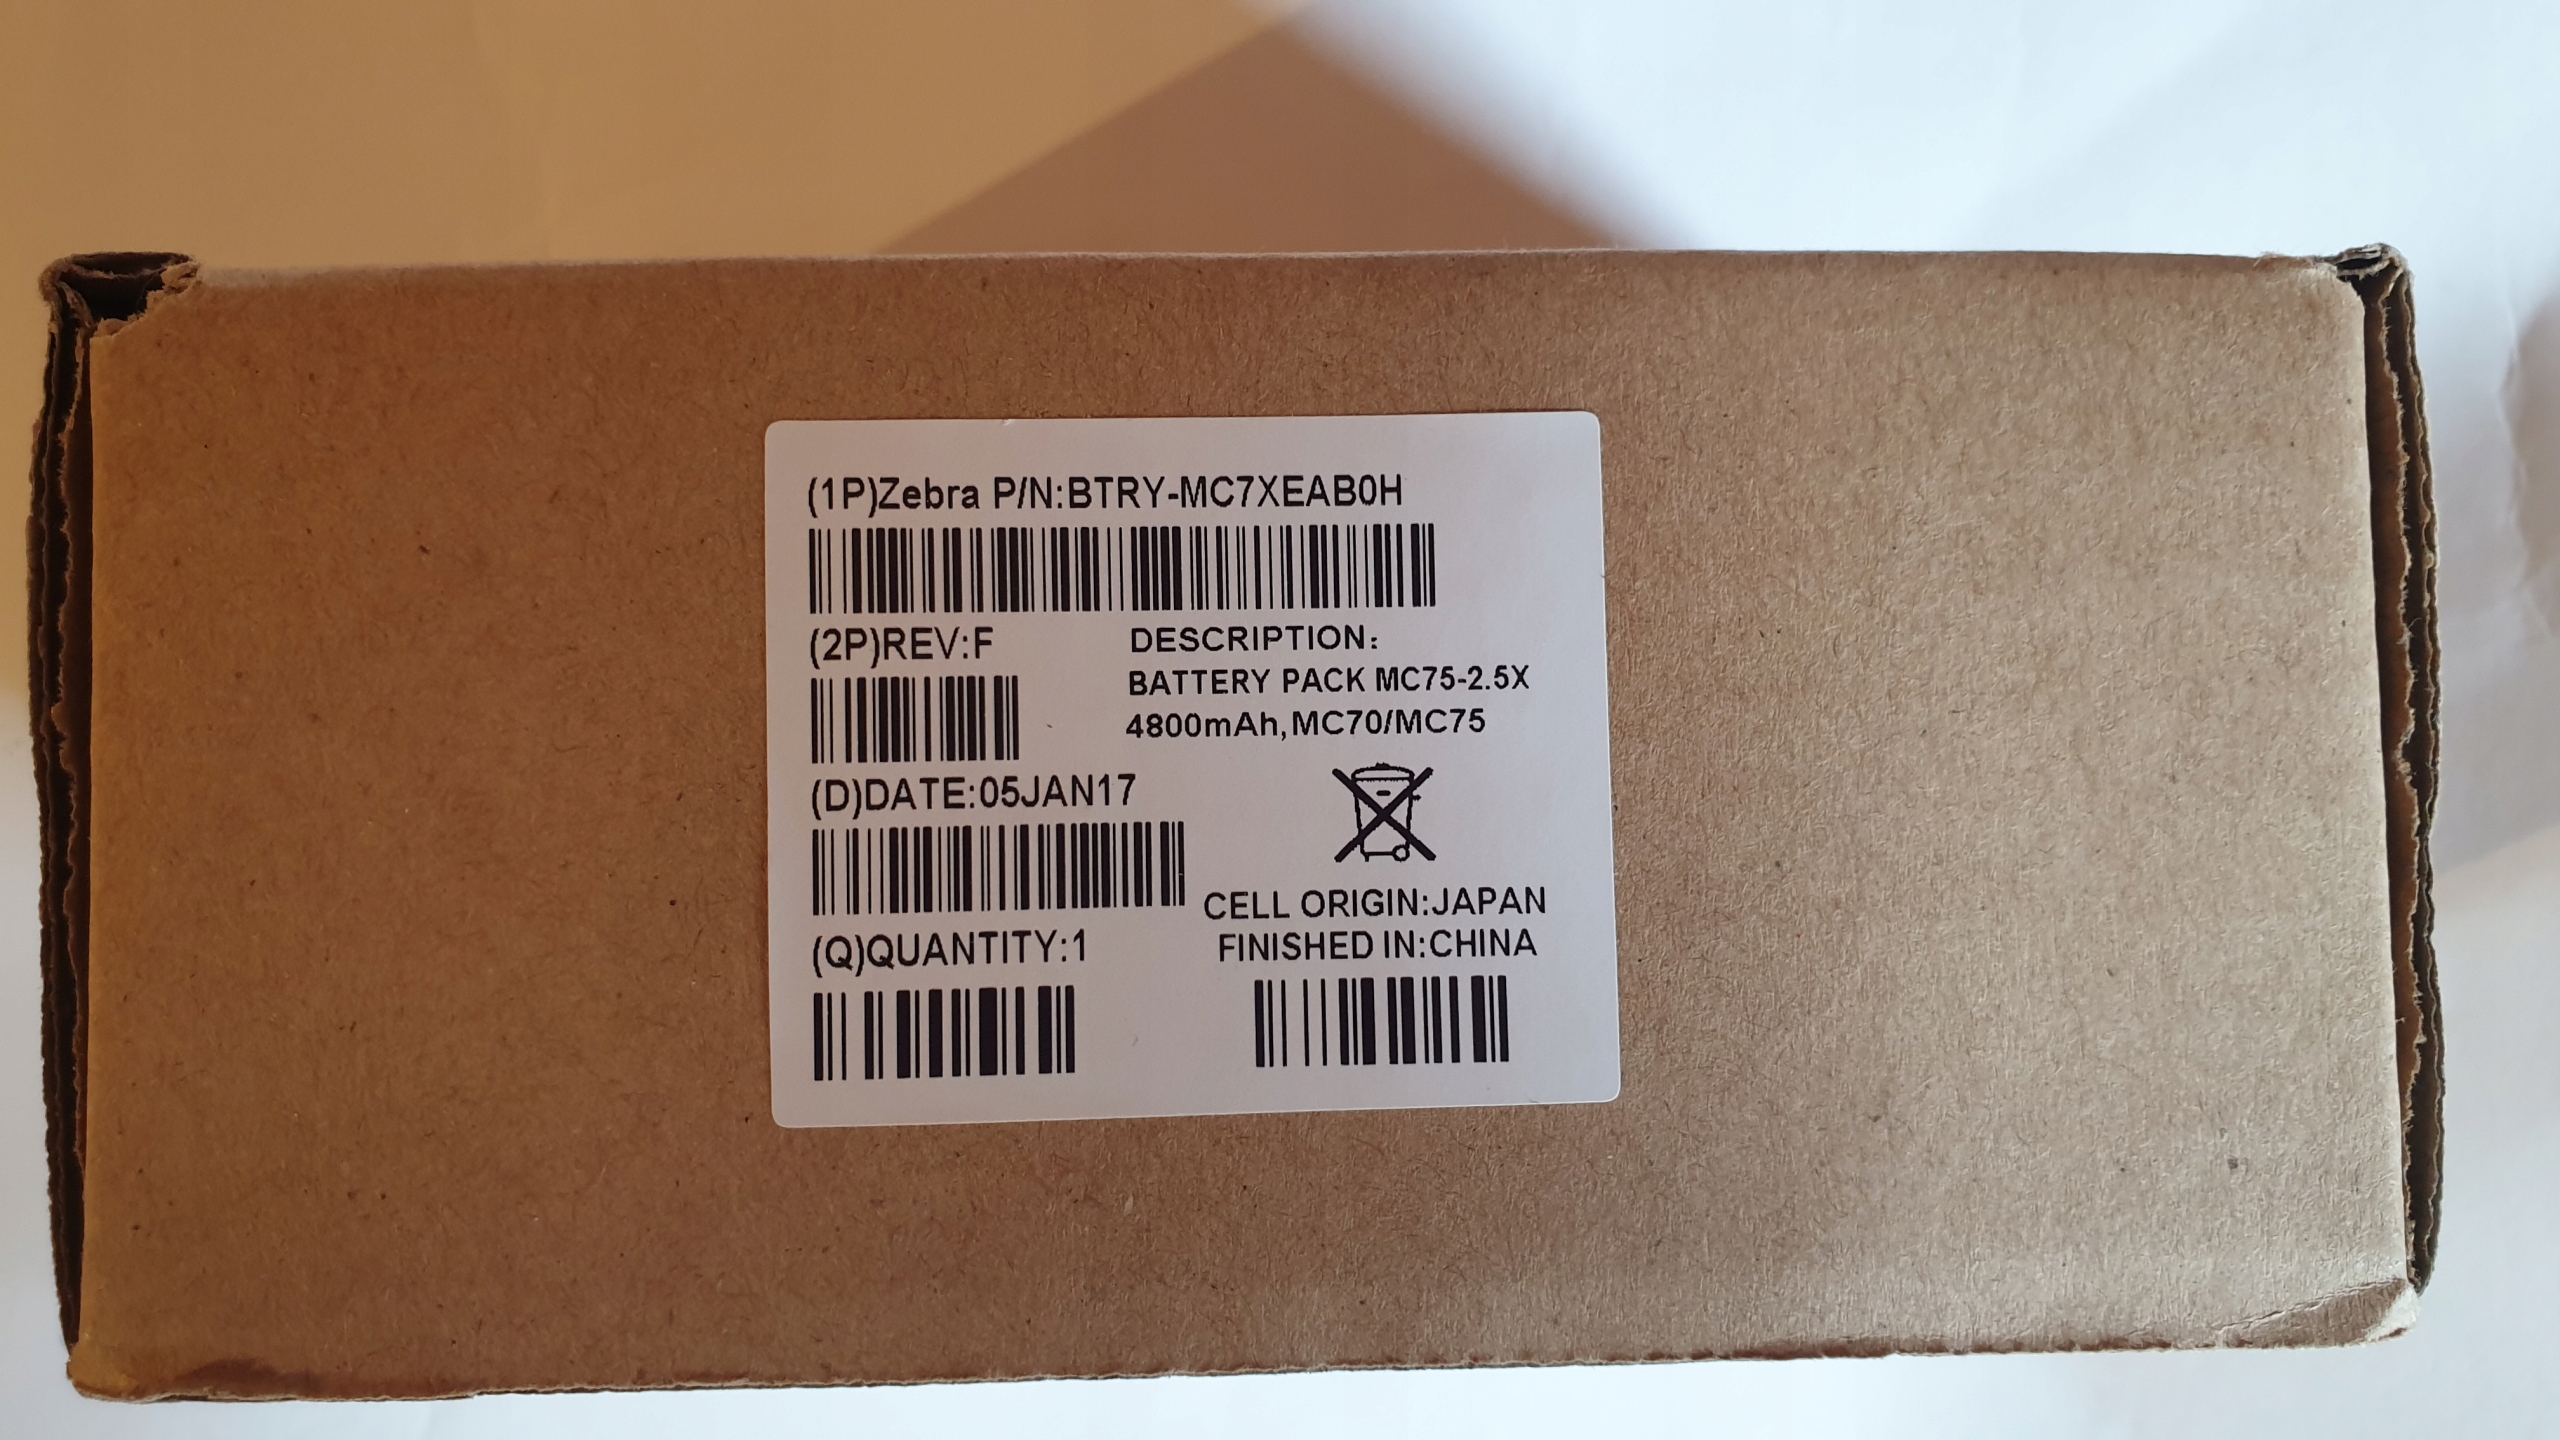 (1P)Zebra P/N:BTRY-MC7XEAB0H
(2P)REV:F
DESCRIPTION:
BATTERY PACK MC75-2.5X
4800mAh,MC70/MC75
(D)DATE:05JAN17
CELL ORIGIN:JAPAN
FINISHED IN:CHINA
(Q)QUANTITY:1